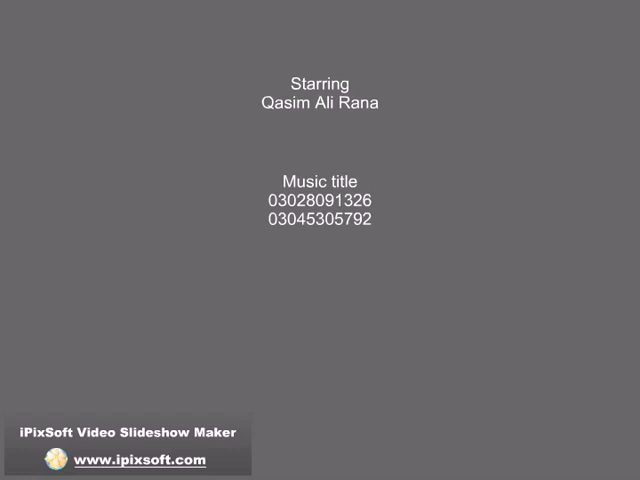 Starring
Qasim Ali Rana
Music title
03028091326
03045305792
iPixSoft Video Slideshow Maker
www.ipixsoft.com